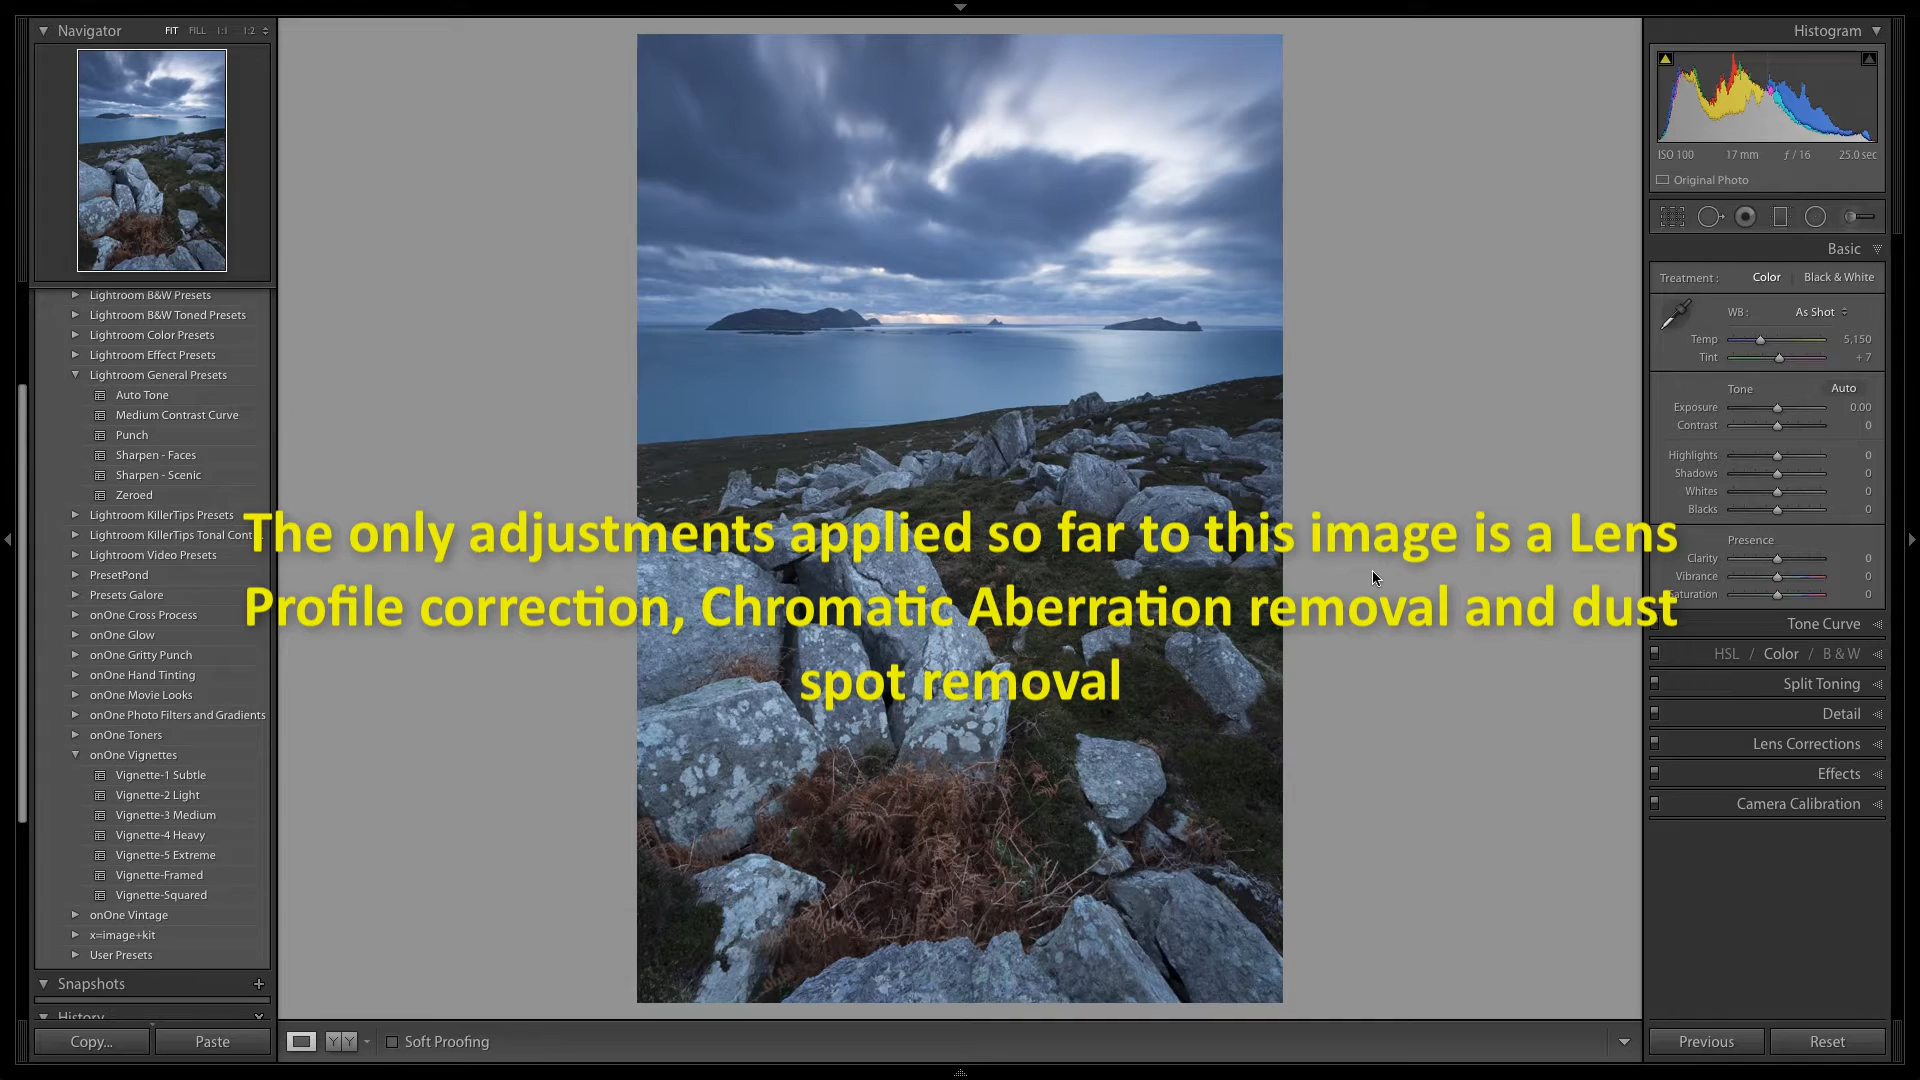 Navigator FIT FILL 1:1 1:2
Lightroom B&W Presets
Lightroom B&W Toned Presets
Lightroom Color Presets
Lightroom Effect Presets
Lightroom General Presets
Auto Tone
Medium Contrast Curve
Punch
Sharpen - Faces
Sharpen - Scenic
Zeroed
Lightroom KillerTips Presets
Lightroom KillerTips Tonal Cont
Lightroom Video Presets
PresetPond
Presets Galore
onOne Cross Process
onOne Glow
onOne Gritty Punch
onOne Hand Tinting
onOne Movie Looks
onOne Photo Filters and Gradients
onOne Toners
onOne Vignettes
Vignette-1 Subtle
Vignette-2 Light
Vignette-3 Medium
Vignette-4 Heavy
Vignette-5 Extreme
Vignette-Framed
Vignette-Squared
onOne Vintage
x=image+kit
User Presets
Snapshots
History
Copy... Paste
The only adjustments applied so far to this image is a Lens
Profile correction, Chromatic Aberration removal and dust
spot removal
Soft Proofing
Histogram
ISO 100 17 mm ƒ / 16 25.0 sec
Original Photo
Basic
Treatment : Color Black & White
WB : As Shot
Temp 5,150
Tint + 7
Tone Auto
Exposure 0.00
Contrast 0
Highlights 0
Shadows 0
Whites 0
Blacks 0
Presence
Clarity 0
Vibrance 0
Saturation 0
Tone Curve
HSL / Color / B & W
Split Toning
Detail
Lens Corrections
Effects
Camera Calibration
Previous Reset